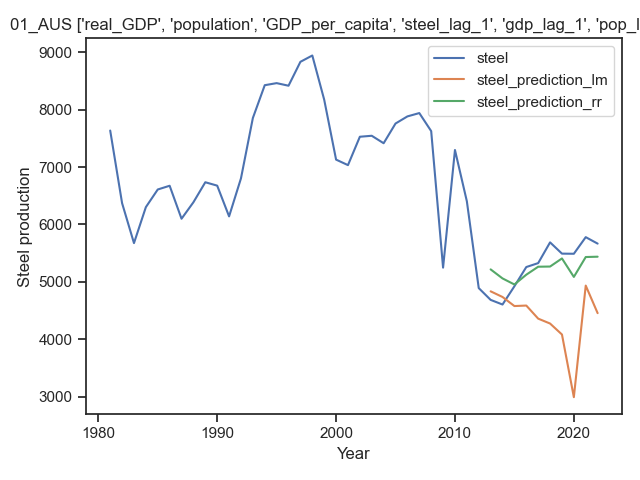 01_AUS ['real_GDP', 'population', 'GDP_per_capita', 'steel_lag_1', 'gdp_lag_1', 'pop_l
steel
steel_prediction_lm
steel_prediction_rr
9000
8000
7000
6000
5000
4000
3000
Steel production
1980
1990
2000
2010
2020
Year